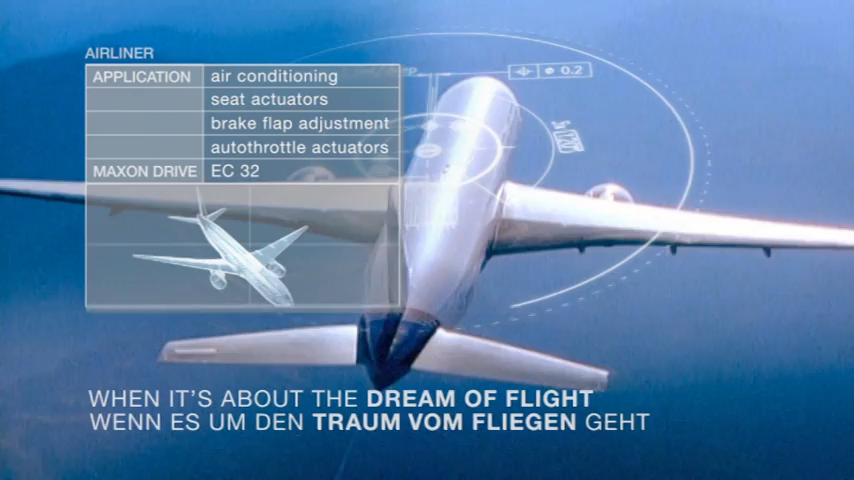 AIRLINER
APPLICATION air conditioning
seat actuators
brake flap adjustment
autothrottle actuators
MAXON DRIVE EC 32
0.2
WHEN IT'S ABOUT THE DREAM OF FLIGHT
WENN ES UM DEN TRAUM VOM FLIEGEN GEHT